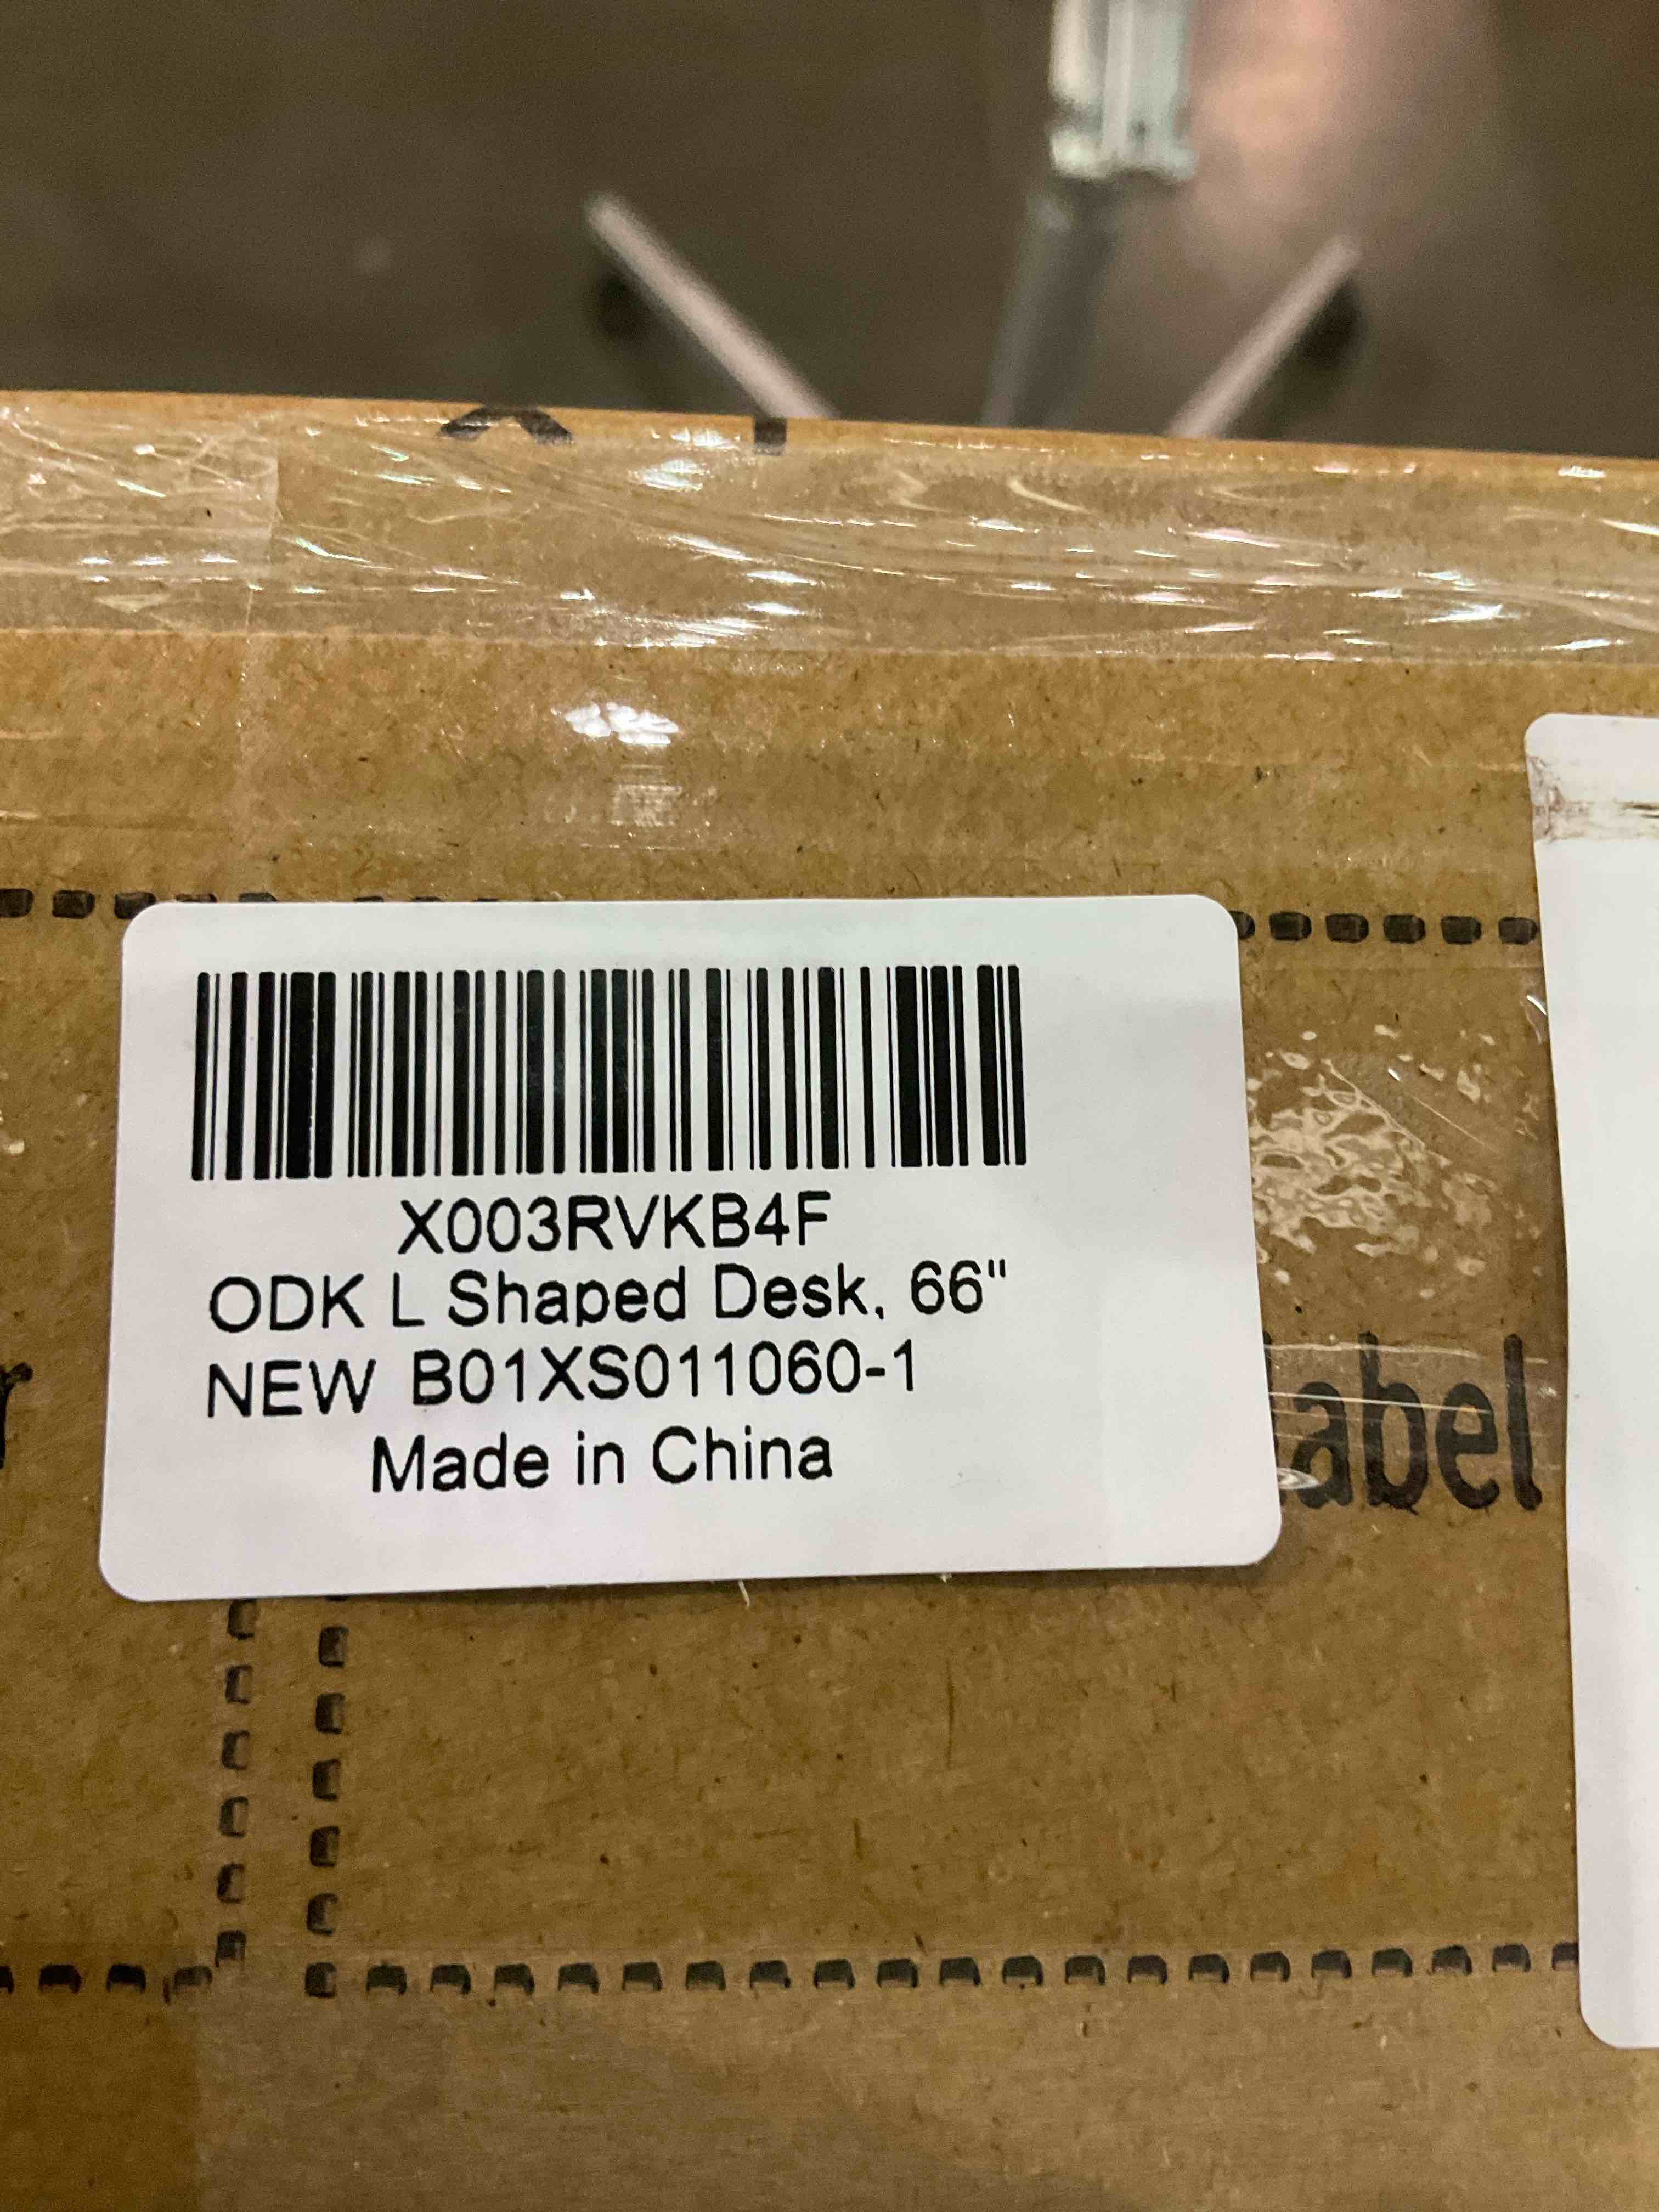 X003RVKB4F
ODK L Shaped Desk, 66"
NEW B01XS011060-1
Made in China